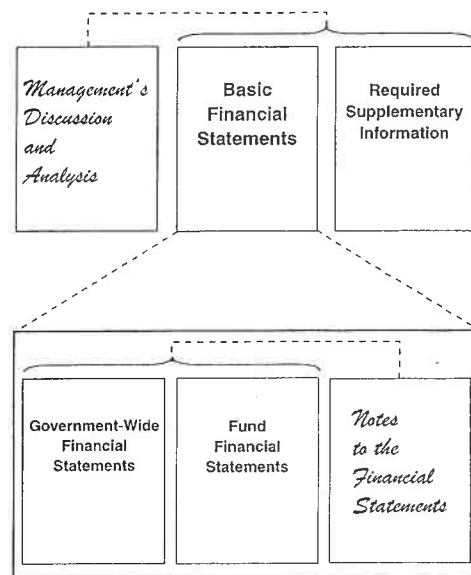 Management's
Discussion
and
Analysis
Basic
Financial
Statements
Required
Supplementary
Information
Government-Wide
Financial
Statements
Fund
Financial
Statements
Notes
to the
Financial
Statements